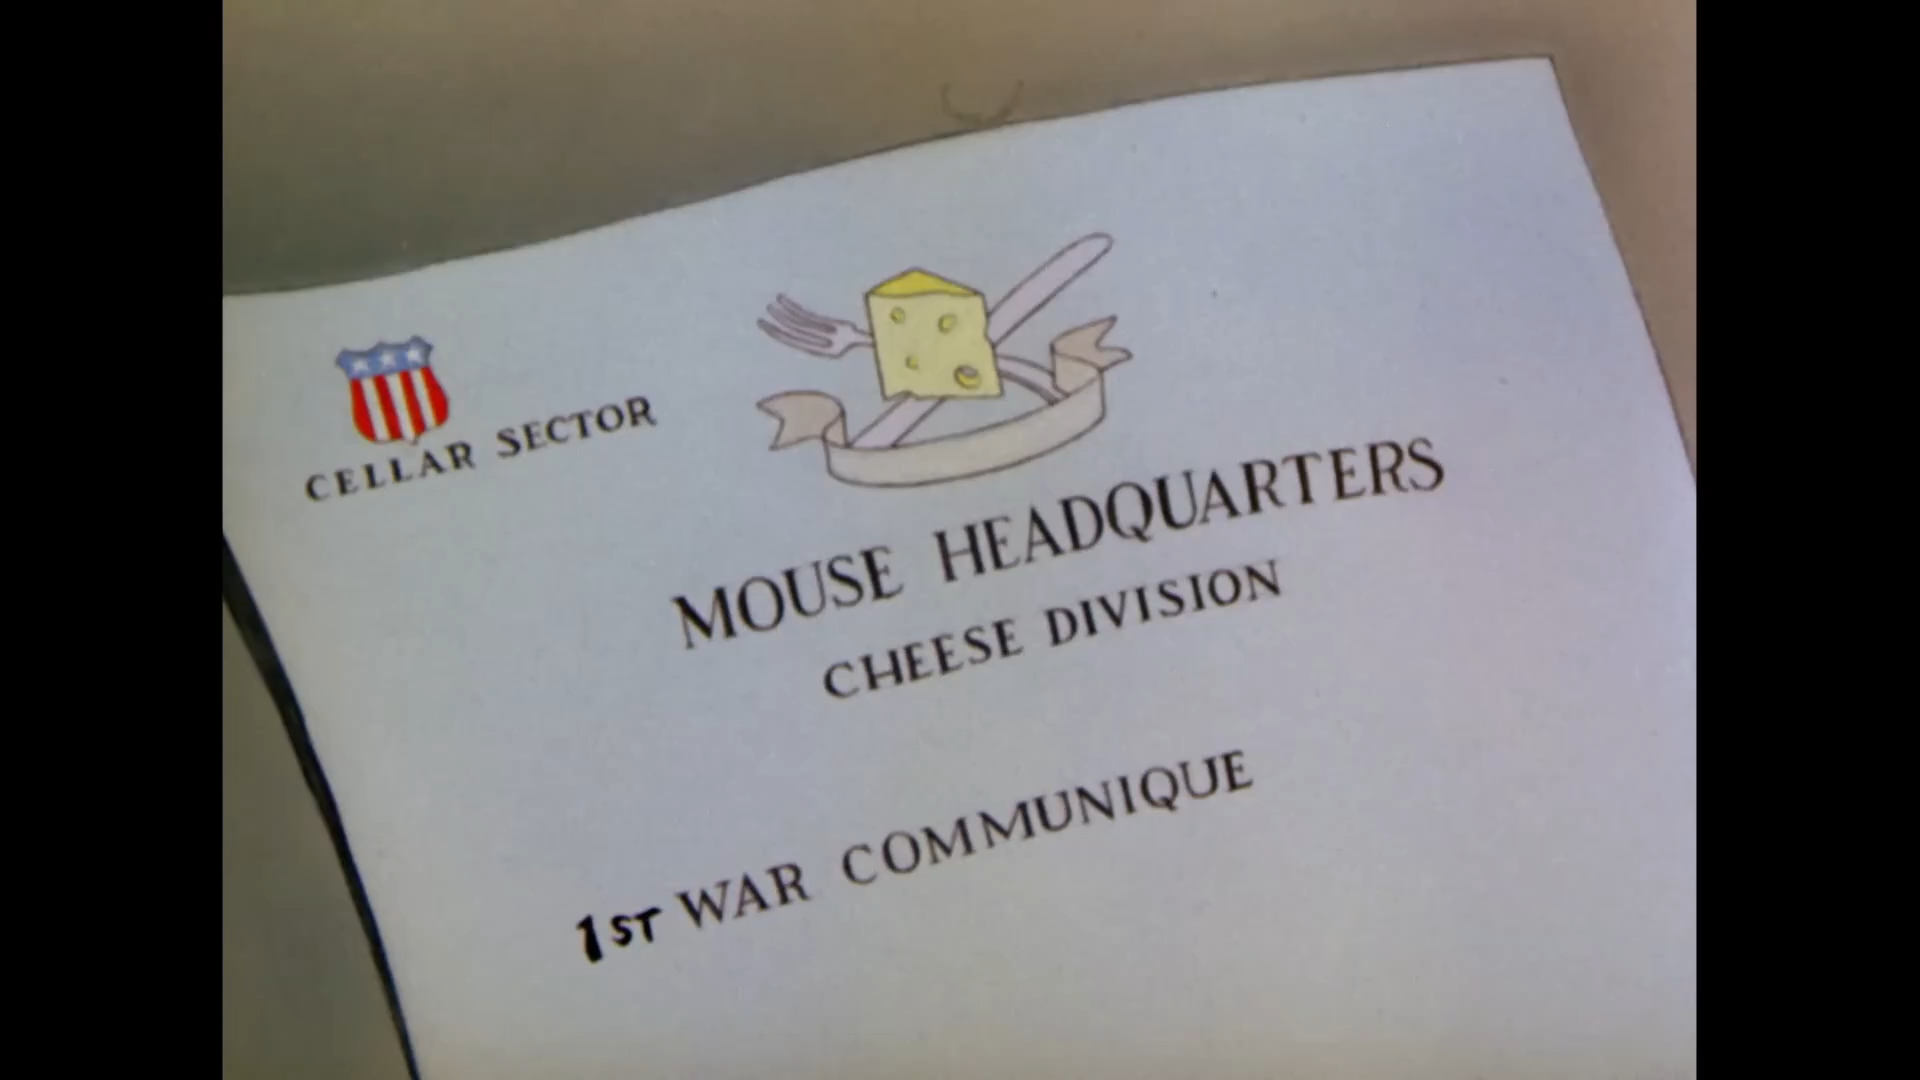 CELLAR SECTOR
MOUSE HEADQUARTERS
CHEESE DIVISION
1ST WAR COMMUNIQUE